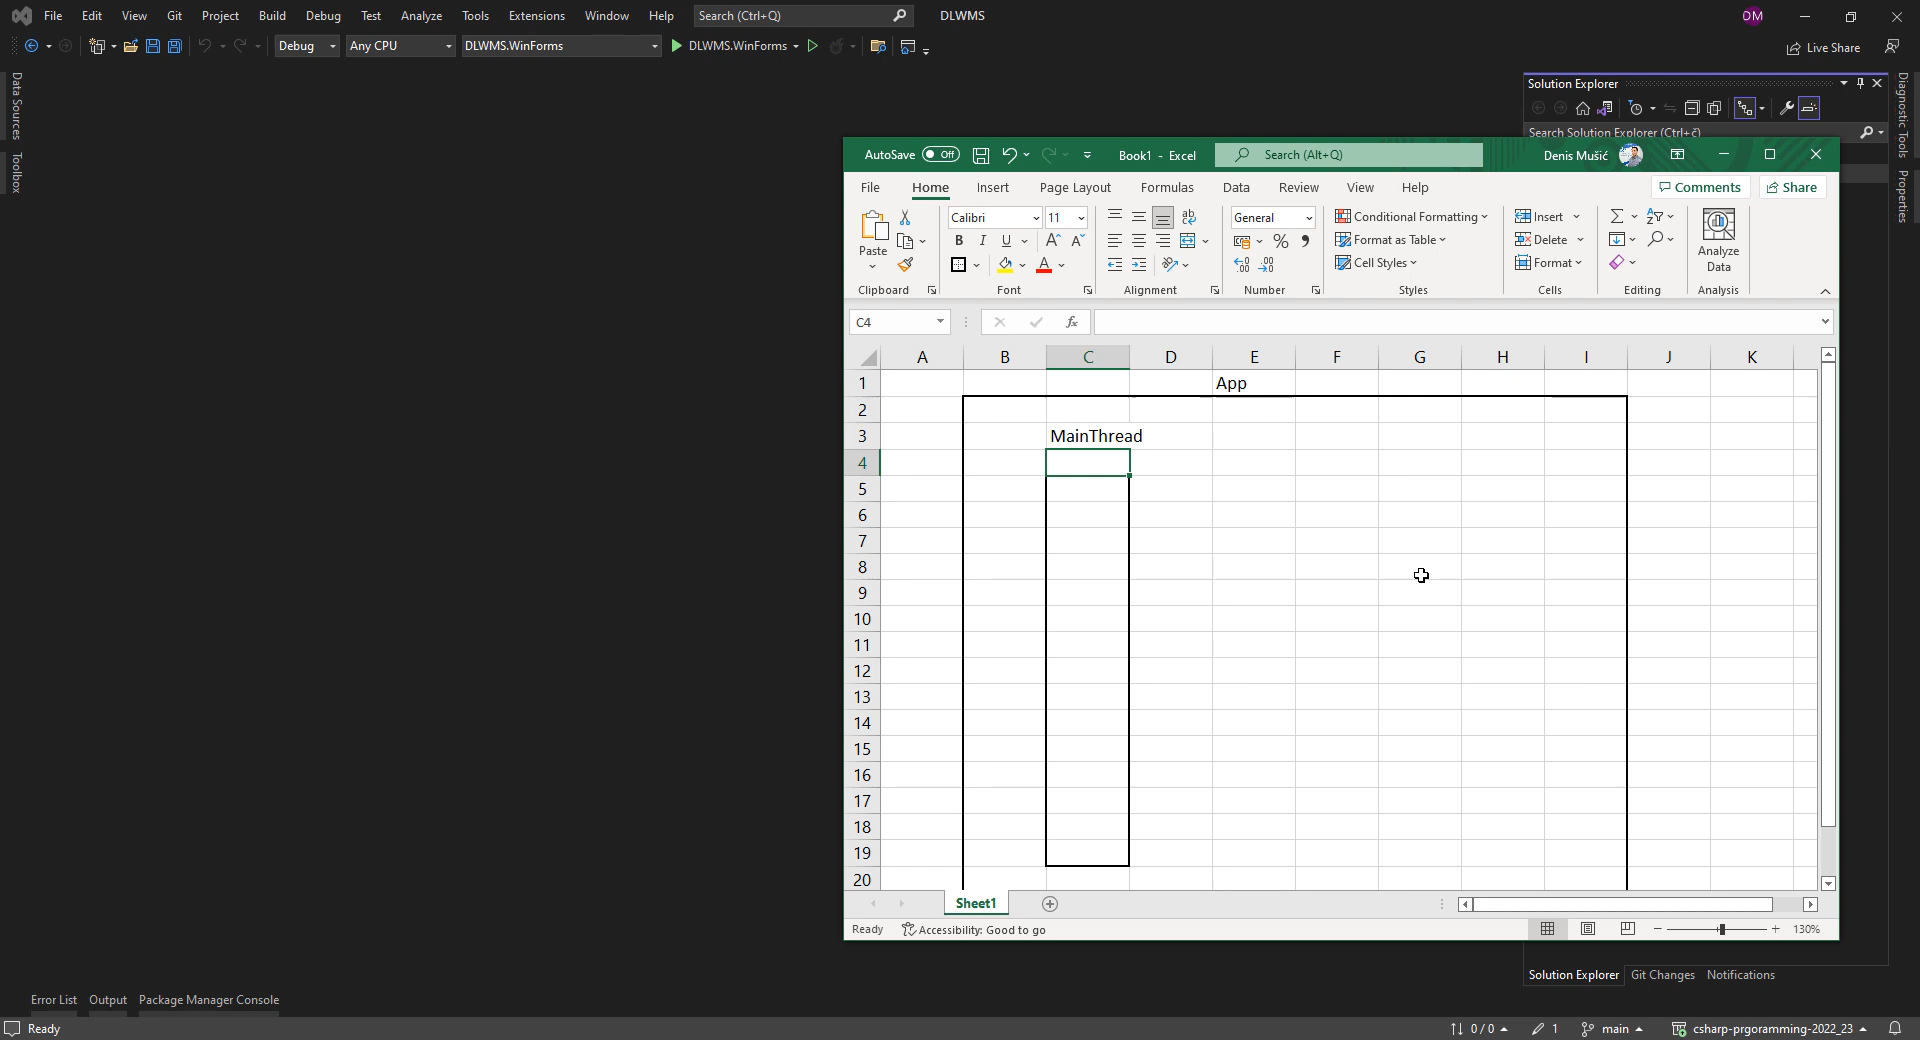 File Edit View Git Project Build Debug Test Analyze Tools Extensions Window Help Search (Ctrl+Q) DLWMS DM
Debug Any CPU DLWMS.WinForms DLWMS.WinForms Live Share
Data Sources
Toolbox
Solution Explorer
Search Solution Explorer (Ctrl+č)
Diagnostic Tools
Properties
AutoSave Off Book1 - Excel Search (Alt+Q) Denis Mušić
File Home Insert Page Layout Formulas Data Review View Help Comments Share
Paste
Calibri 11
B I U A A A
ab
General
% 9
Conditional Formatting
Format as Table
Cell Styles
Insert
Delete
Format
Analyze
Data
Clipboard Font Alignment Number Styles Cells Editing Analysis
C4 fx
A B C D E F G H I J K
1 App
2
3 MainThread
4
5
6
7
8
9
10
11
12
13
14
15
16
17
18
19
20
Sheet1
Ready Accessibility: Good to go 130%
Solution Explorer Git Changes Notifications
Error List Output Package Manager Console
Ready 0 / 0 1 main csharp-prgoramming-2022_23